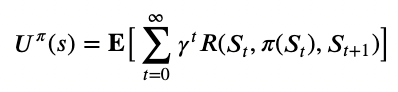 U^π(s) = E[ ∑_{t=0}^{∞} γ^t R(S_t, π(S_t), S_{t+1}) ]